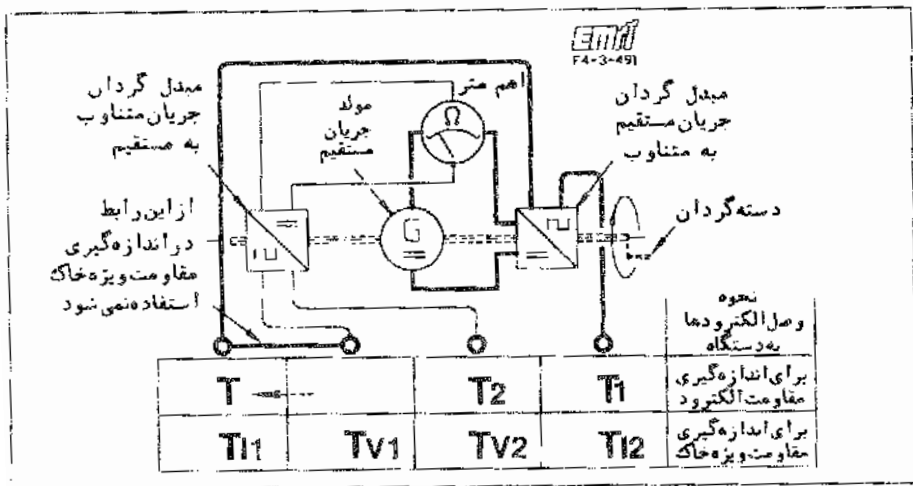 Emri
F4-3-491
مبدل گردان
جریان متناوب
به مستقیم
مولد
جریان
مستقیم
اهم متر
Ω
مبدل گردان
جریان مستقیم
به متناوب
دسته گردان
G
از این رابط
در اندازه گیری
مقاومت ویژه خاک
استفاده نمی شود
نحوه
وصل الکترودها
به دستگاه
T T2 T1
برای اندازه گیری
مقاومت الکترود
TI1 TV1 TV2 TI2
برای اندازه گیری
مقاومت ویژه خاک